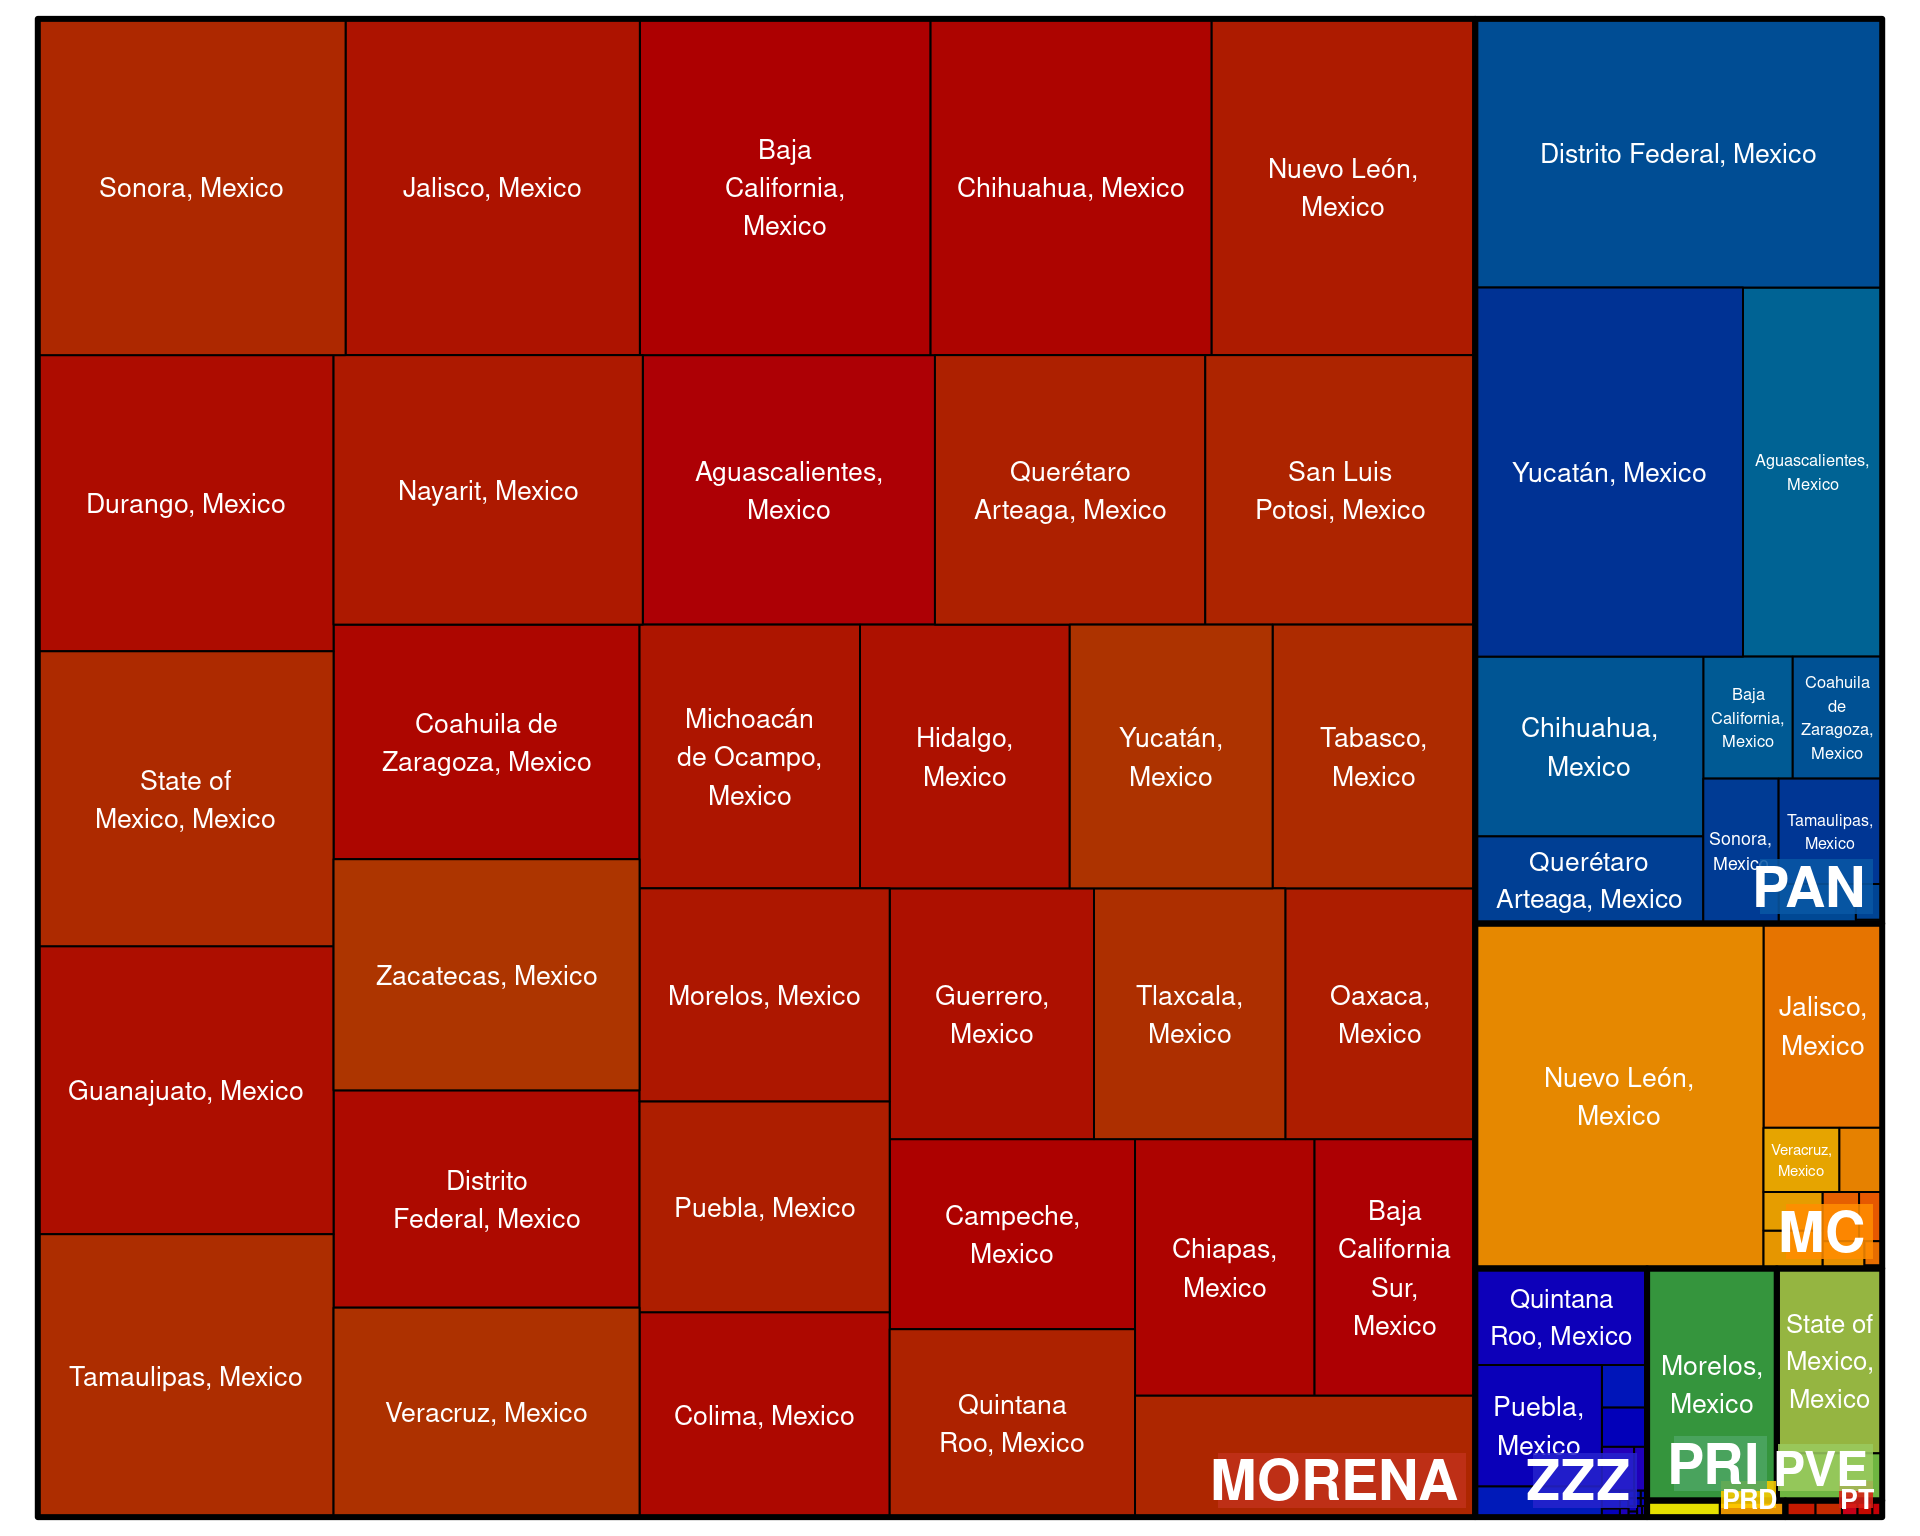 Sonora, Mexico
Jalisco, Mexico
Baja
California,
Mexico
Chihuahua, Mexico
Nuevo León,
Mexico
Distrito Federal, Mexico
Durango, Mexico
Nayarit, Mexico
Aguascalientes,
Mexico
Querétaro
Arteaga, Mexico
San Luis
Potosi, Mexico
Yucatán, Mexico
Aguascalientes,
Mexico
State of
Mexico, Mexico
Coahuila de
Zaragoza, Mexico
Michoacán
de Ocampo,
Mexico
Hidalgo,
Mexico
Yucatán,
Mexico
Tabasco,
Mexico
Chihuahua,
Mexico
Baja
California,
Mexico
Coahuila
de
Zaragoza,
Mexico
Querétaro
Arteaga, Mexico
Sonora,
Mexico
Tamaulipas,
Mexico
PAN
Guanajuato, Mexico
Zacatecas, Mexico
Morelos, Mexico
Guerrero,
Mexico
Tlaxcala,
Mexico
Oaxaca,
Mexico
Nuevo León,
Mexico
Jalisco,
Mexico
Veracruz,
Mexico
MC
Distrito
Federal, Mexico
Puebla, Mexico
Campeche,
Mexico
Chiapas,
Mexico
Baja
California
Sur,
Mexico
Tamaulipas, Mexico
Veracruz, Mexico
Colima, Mexico
Quintana
Roo, Mexico
MORENA
Quintana
Roo, Mexico
Puebla,
Mexico
ZZZ
Morelos,
Mexico
PRI
State of
Mexico,
Mexico
PVE
PRD
PT